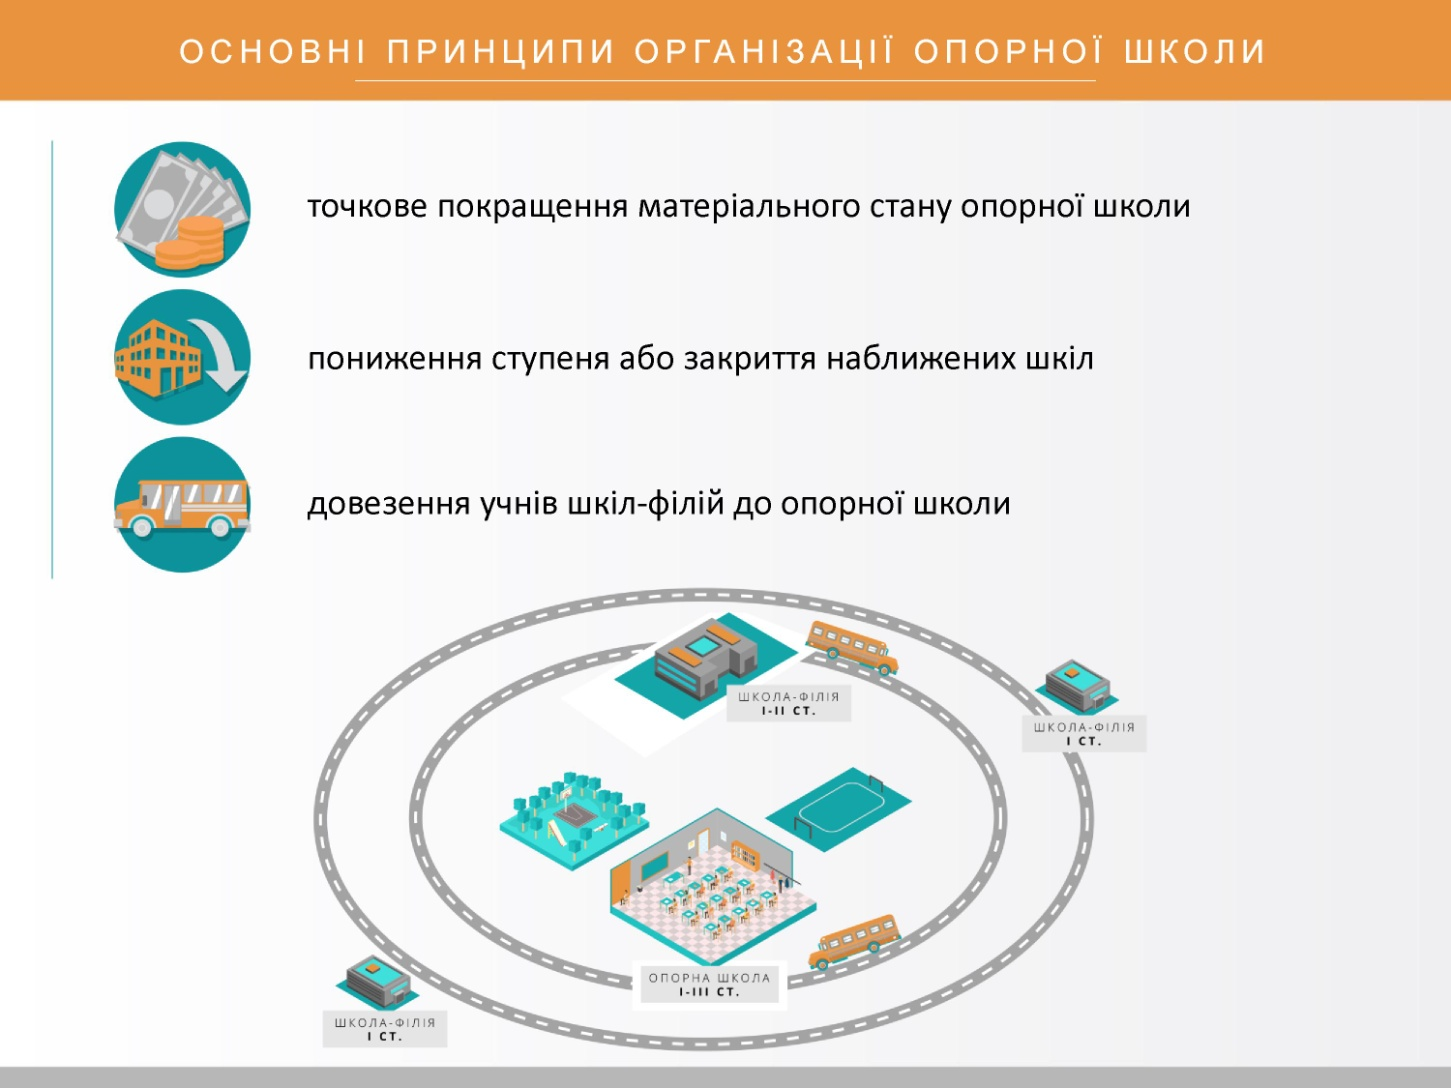 ОСНОВНІ ПРИНЦИПИ ОРГАНІЗАЦІЇ ОПОРНОЇ ШКОЛИ
точкове покращення матеріального стану опорної школи
пониження ступеня або закриття наближених шкіл
довезення учнів шкіл-філій до опорної школи
ШКОЛА-ФІЛІЯ
І-ІІ СТ.
ШКОЛА-ФІЛІЯ
І СТ.
ОПОРНА ШКОЛА
І-ІІІ СТ.
ШКОЛА-ФІЛІЯ
І СТ.